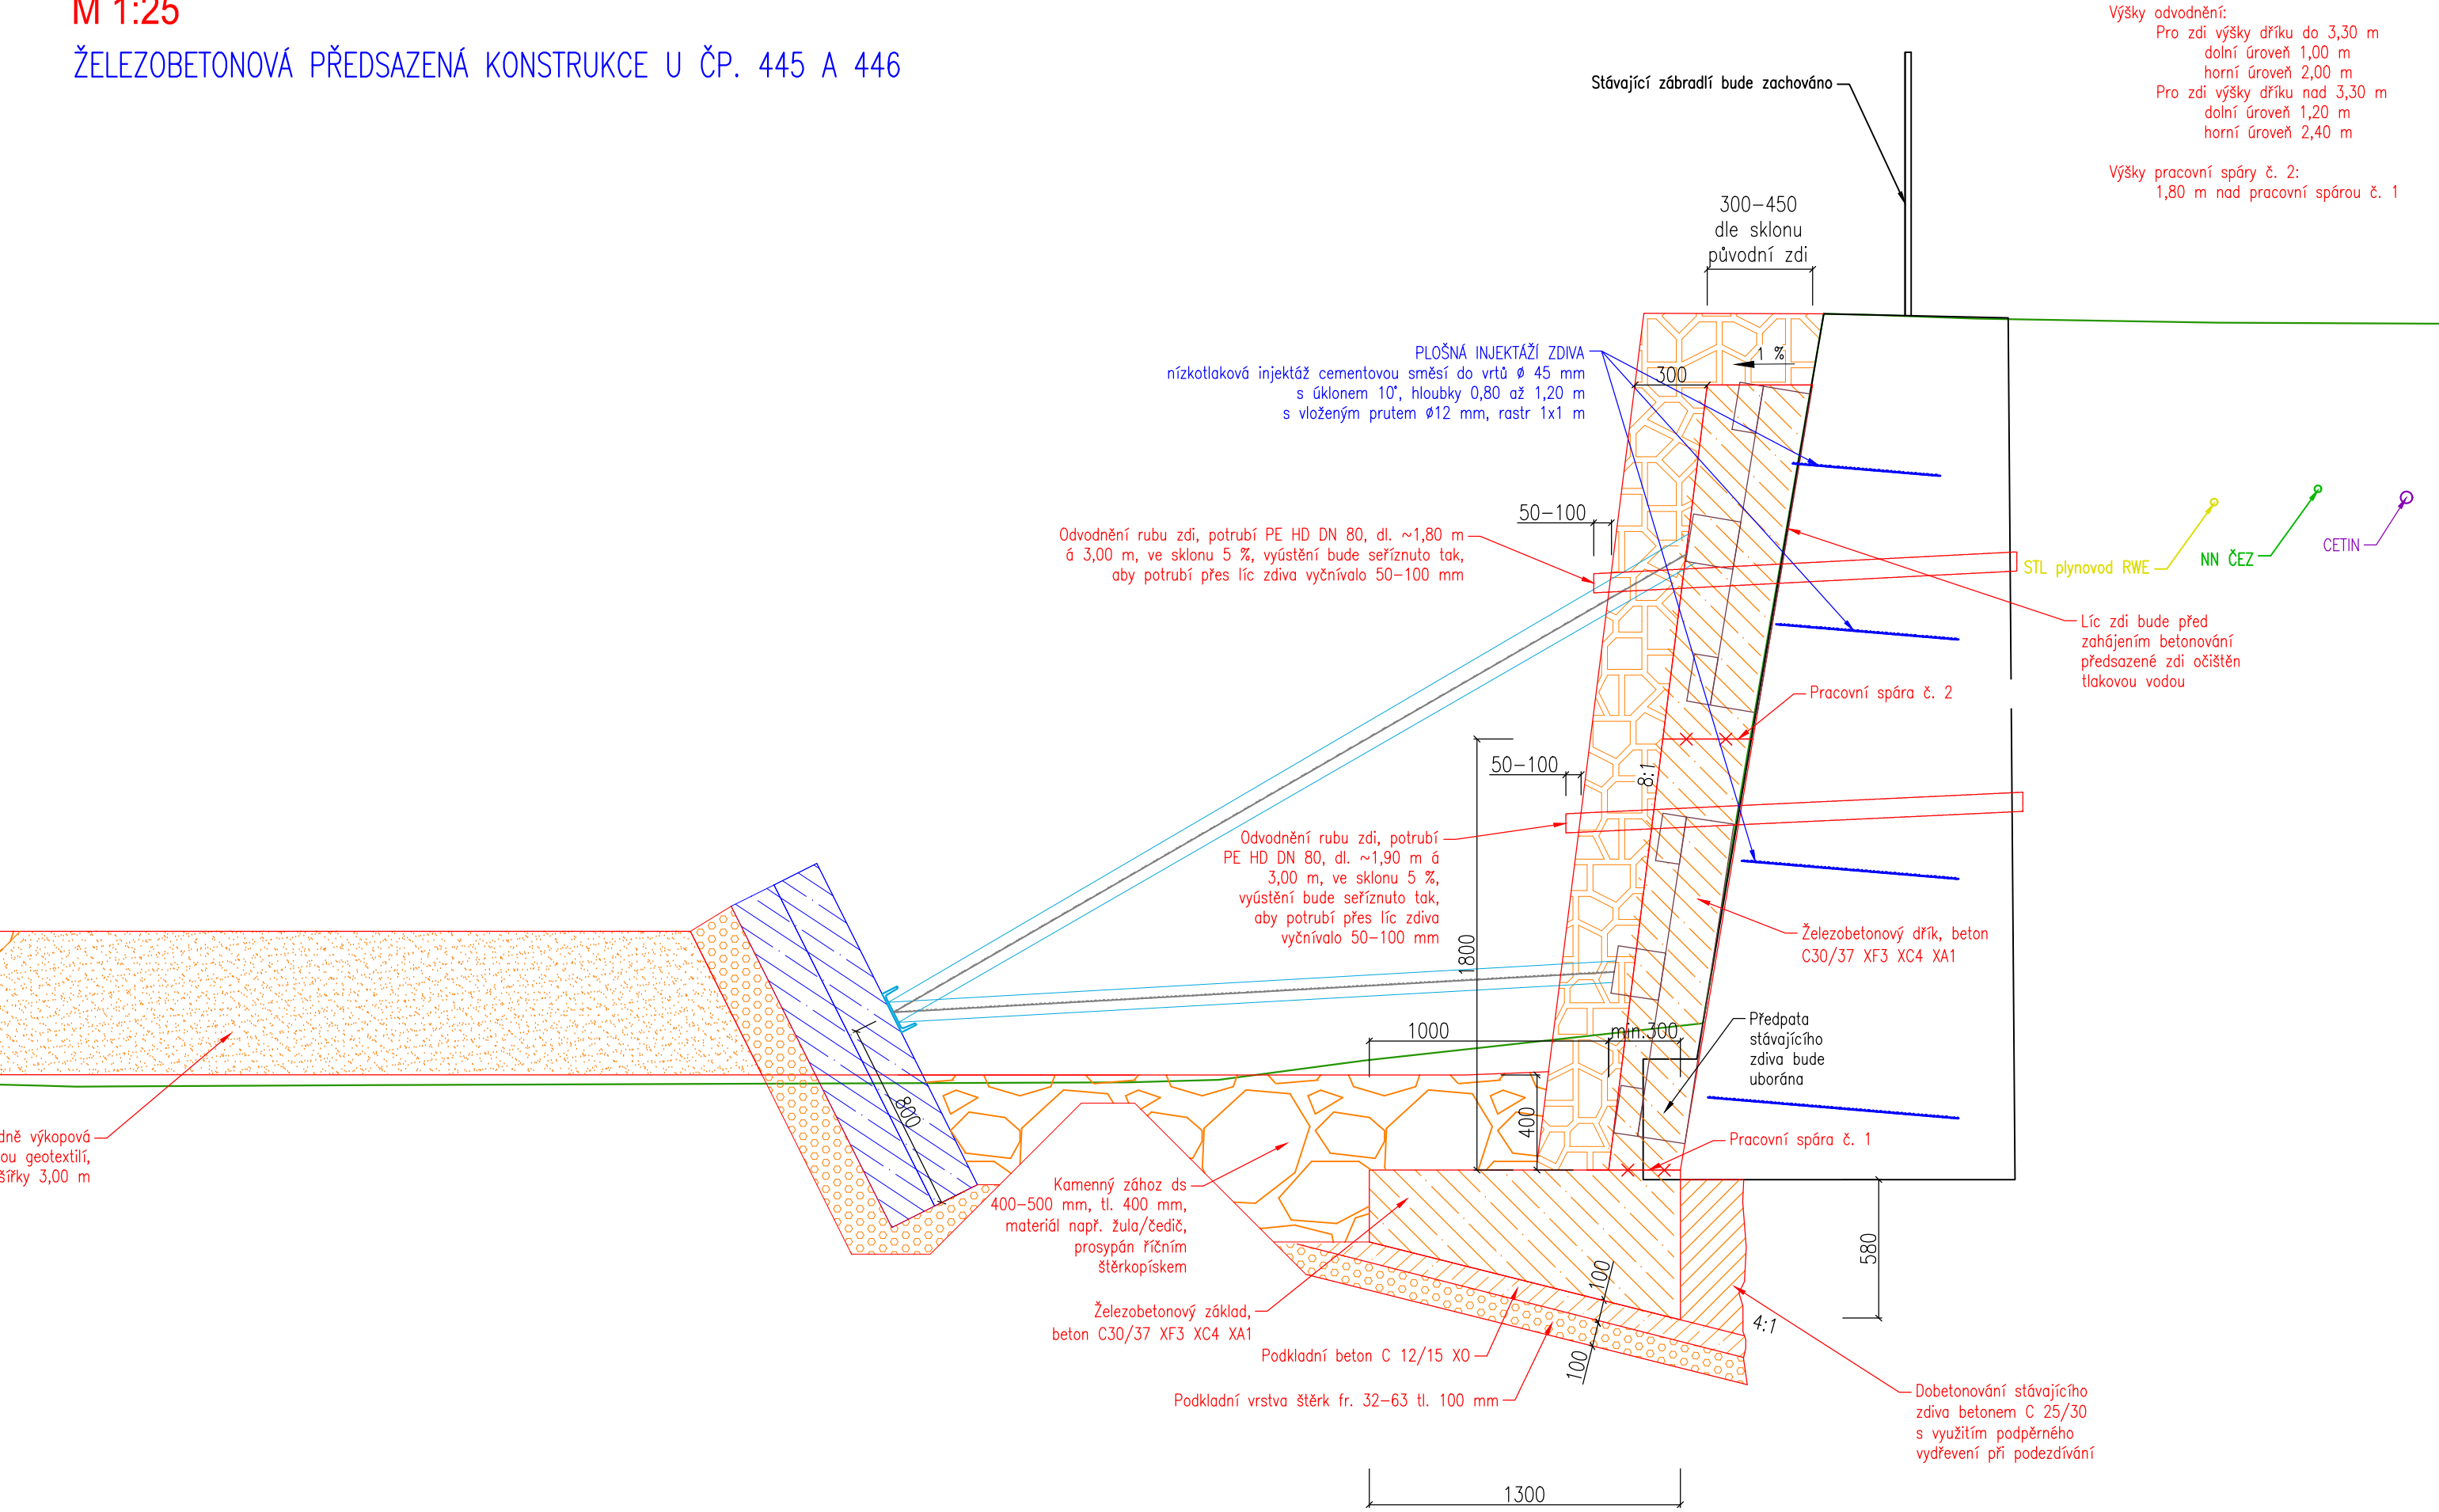 M 1:25
ŽELEZOBETONOVÁ PŘEDSAZENÁ KONSTRUKCE U ČP. 445 A 446
Výšky odvodnění:
Pro zdi výšky dříku do 3,30 m
dolní úroveň 1,00 m
horní úroveň 2,00 m
Pro zdi výšky dříku nad 3,30 m
dolní úroveň 1,20 m
horní úroveň 2,40 m
Výšky pracovní spáry č. 2:
1,80 m nad pracovní spárou č. 1
Stávající zábradlí bude zachováno
300-450
dle sklonu
původní zdi
1 %
300
PLOŠNÁ INJEKTÁŽÍ ZDIVA
nízkotlaková injektáž cementovou směsí do vrtů ø 45 mm
s úklonem 10°, hloubky 0,80 až 1,20 m
s vloženým prutem ø12 mm, rastr 1x1 m
50-100
Odvodnění rubu zdi, potrubí PE HD DN 80, dl. ~1,80 m
á 3,00 m, ve sklonu 5 %, vyústění bude seříznuto tak,
aby potrubí přes líc zdiva vyčnívalo 50-100 mm
STL plynovod RWE
NN ČEZ
CETIN
Líc zdi bude před
zahájením betonování
předsazené zdi očištěn
tlakovou vodou
Pracovní spára č. 2
50-100
8:1
Odvodnění rubu zdi, potrubí
PE HD DN 80, dl. ~1,90 m á
3,00 m, ve sklonu 5 %,
vyústění bude seříznuto tak,
aby potrubí přes líc zdiva
vyčnívalo 50-100 mm
1800
Železobetonový dřík, beton
C30/37 XF3 XC4 XA1
1000
min.300
Předpata
stávajícího
zdiva bude
uborána
800
400
Pracovní spára č. 1
dně výkopová
ou geotextilí,
šířky 3,00 m
Kamenný zához ds
400-500 mm, tl. 400 mm,
materiál např. žula/čedič,
prosypán říčním
štěrkopískem
580
100
Železobetonový základ,
beton C30/37 XF3 XC4 XA1
4:1
Podkladní beton C 12/15 XO
100
Podkladní vrstva štěrk fr. 32-63 tl. 100 mm
Dobetonování stávajícího
zdiva betonem C 25/30
s využitím podpěrného
vydřevení při podezdívání
1300